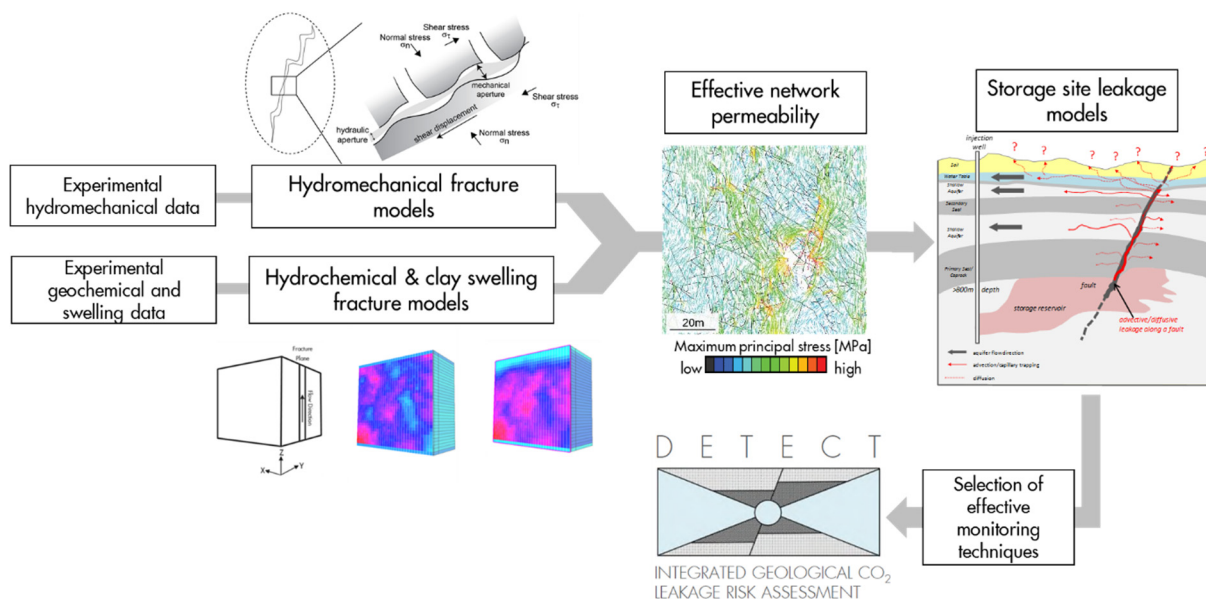 Shear stress
στ
Normal stress
σn
mechanical
aperture
Shear stress
στ
hydraulic
aperture
shear displacement
Normal stress
σn
Experimental
hydromechanical data
Hydromechanical fracture
models
Experimental
geochemical and
swelling data
Hydrochemical & clay swelling
fracture models
Fracture
Plane
Flow Direction
Z
X
Y
Effective network
permeability
20m
Maximum principal stress [MPa]
low
high
Storage site leakage
models
injection
well
? ? ? ? ? ?
Soil
Water Table
Shallow
Aquifer
Secondary
Seal
Shallow
Aquifer
Primary Seal/
Caprock
>800m depth
fault
storage reservoir
advective/diffusive
leakage along a fault
aquifer flow direction
advection/capillary trapping
diffusion
Selection of
effective
monitoring
techniques
DETECT
INTEGRATED GEOLOGICAL CO₂
LEAKAGE RISK ASSESSMENT